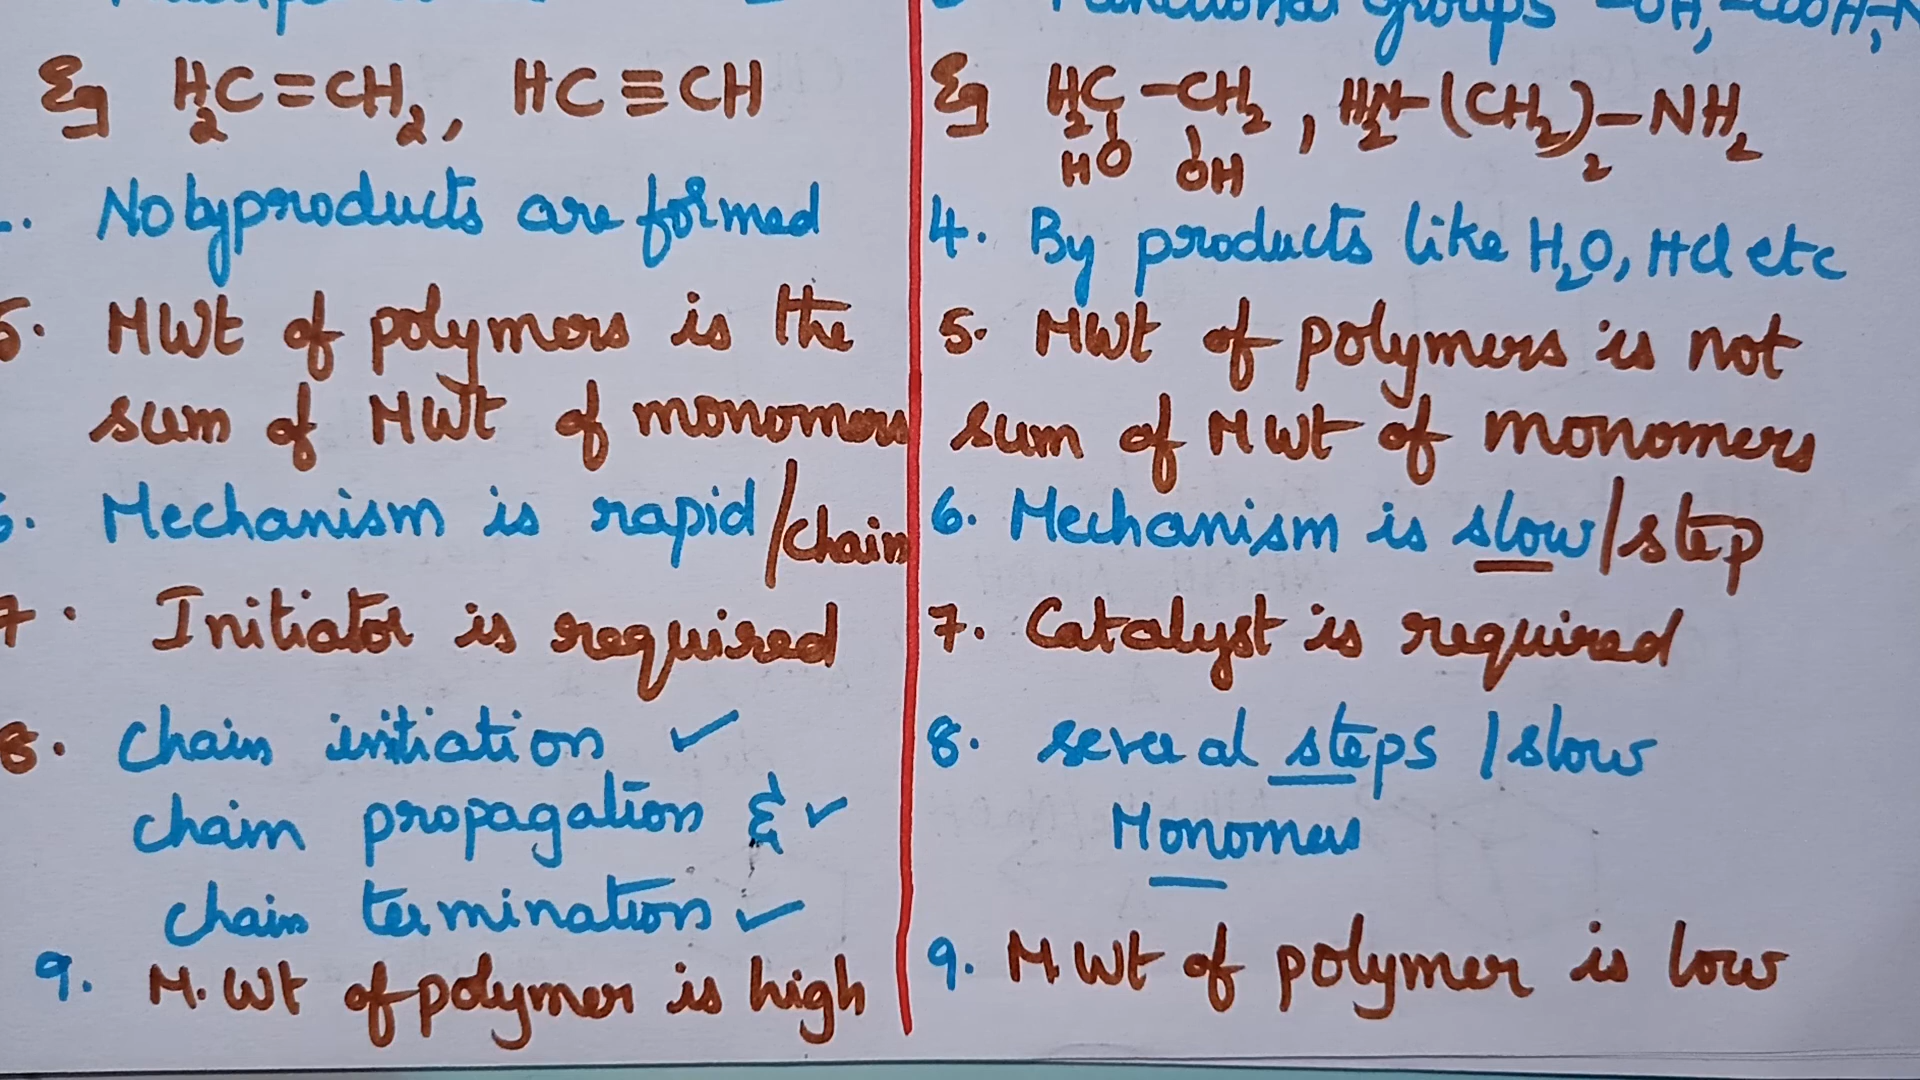 Functional groups -OH, -COOH, -N
Eg H₂C=CH₂, HC≡CH
No byproducts are formed
5. MWt of polymers is the
sum of MWt of monomers
6. Mechanism is rapid/chain
7. Initiator is required
8. chain initiation ✓
chain propagation & ✓
chain termination ✓
9. M.Wt of polymer is high
Eg H₂C-CH₂, H₂N-(CH₂)₂-NH₂
HO OH
4. By products like H₂O, HCl etc
5. MWt of polymers is not
sum of MWt of monomers
6. Mechanism is slow/step
7. Catalyst is required
8. several steps /slow
Monomers
9. M.Wt of polymer is low